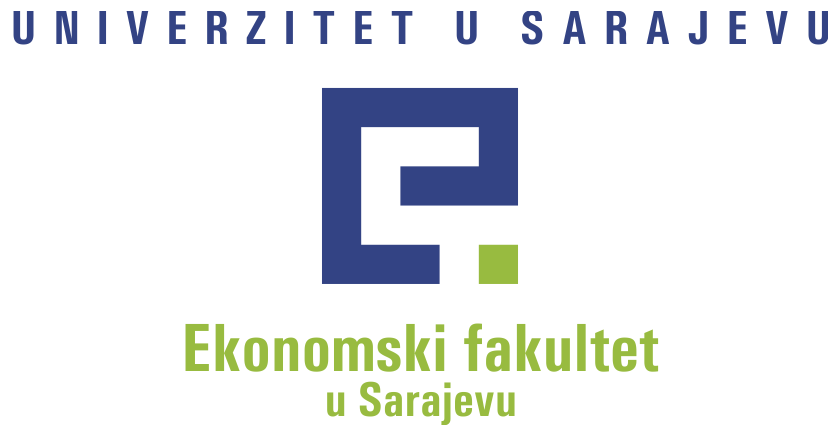 UNIVERZITET U SARAJEVU
Ekonomski fakultet
u Sarajevu